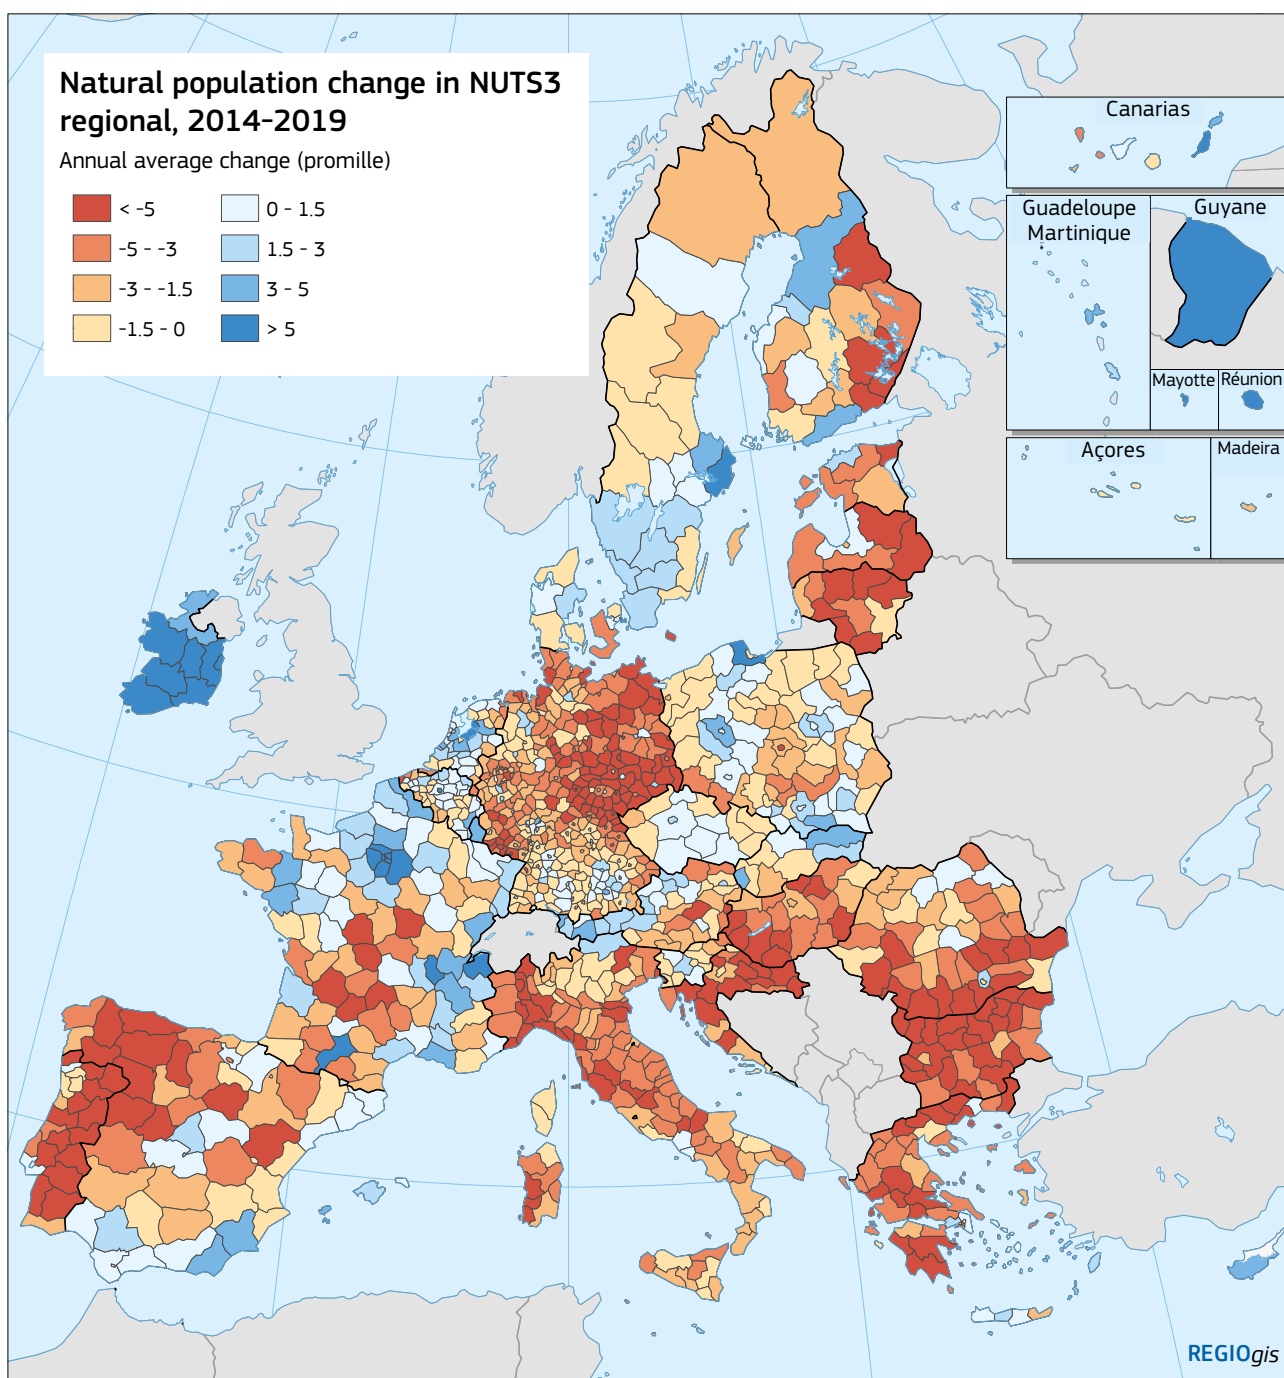 Natural population change in NUTS3
regional, 2014-2019
Annual average change (promille)
< -5
-5 - -3
-3 - -1.5
-1.5 - 0
0 - 1.5
1.5 - 3
3 - 5
> 5
Canarias
Guadeloupe
Martinique
Guyane
Mayotte
Réunion
Açores
Madeira
REGIOgis